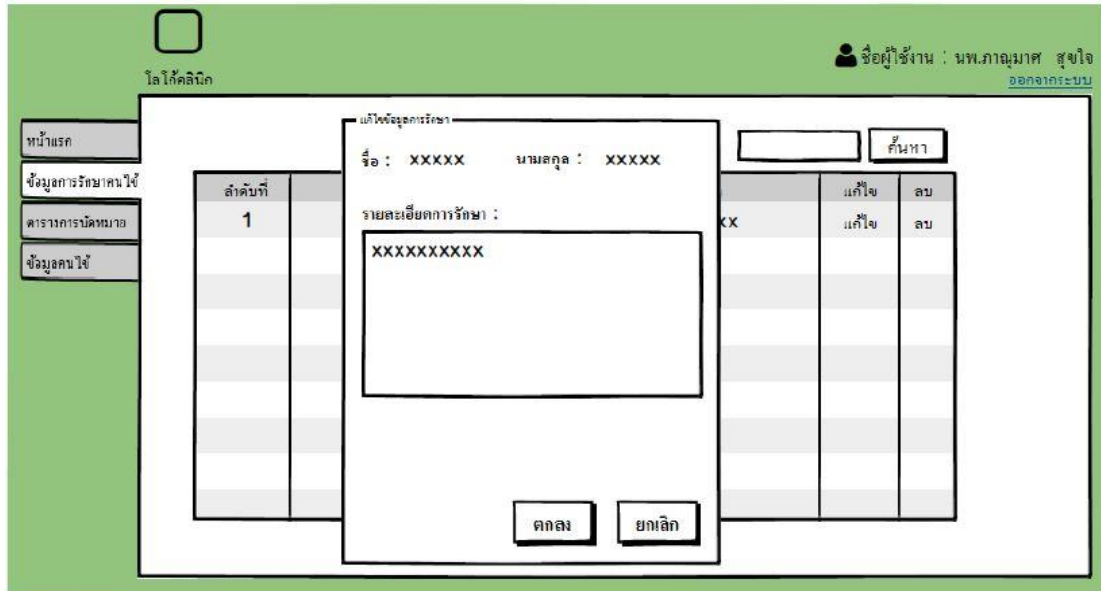 ชื่อผู้ใช้งาน : นพ.ภาณุมาศ สุขใจ
โลโก้คลินิก
ออกจากระบบ
หน้าแรก
ข้อมูลการรักษาคนไข้
ตารางการนัดหมาย
ข้อมูลคนไข้
ค้นหา
ลำดับที่
แก้ไข ลบ
1
xx
แก้ไข ลบ
แก้ไขข้อมูลการรักษา
ชื่อ : xxxxx นามสกุล : xxxxx
รายละเอียดการรักษา :
xxxxxxxxxx
ตกลง ยกเลิก